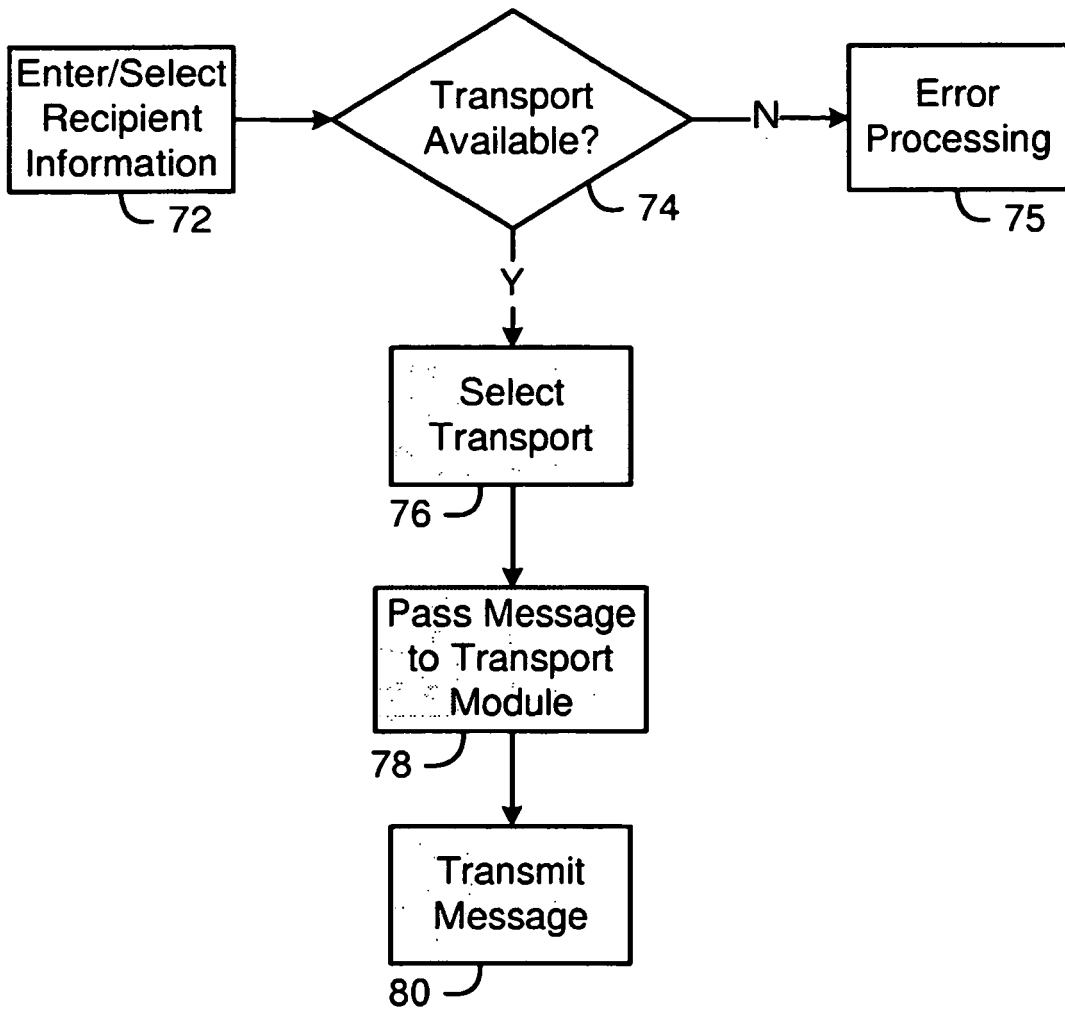 Enter/Select
Recipient
Information
72
Transport
Available?
74
N
Error
Processing
75
Y
Select
Transport
76
Pass Message
to Transport
Module
78
Transmit
Message
80